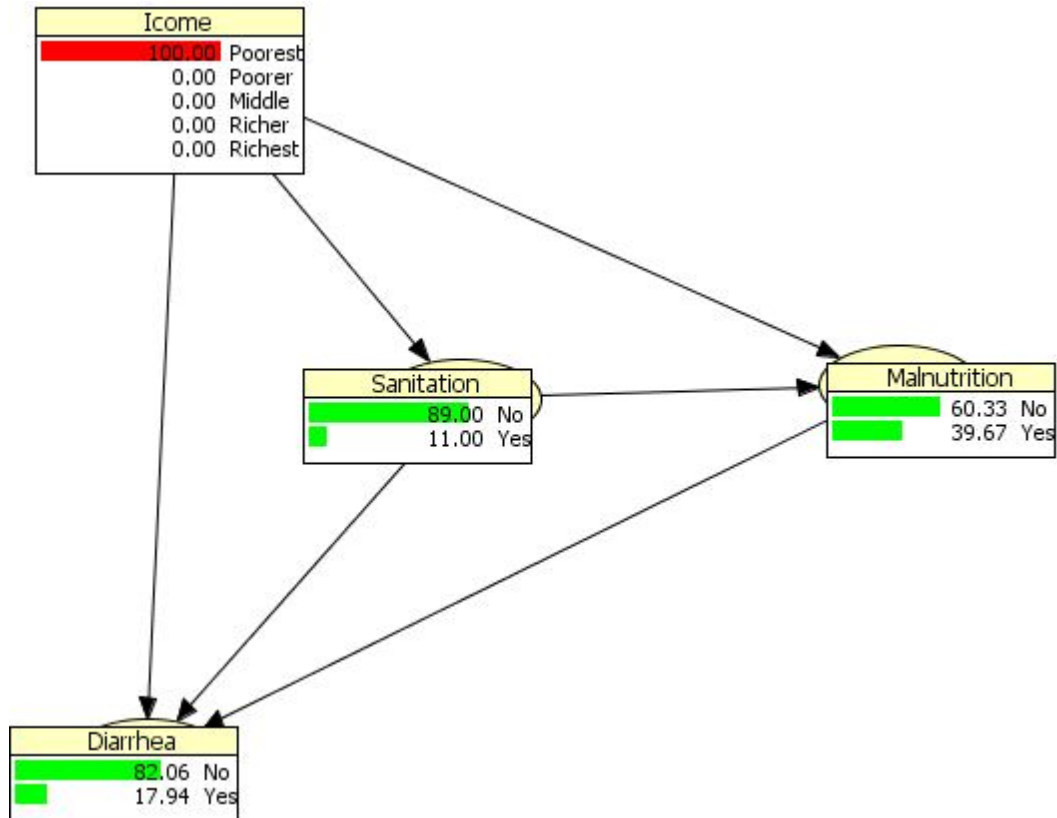 Icome
100.00 Poorest
0.00 Poorer
0.00 Middle
0.00 Richer
0.00 Richest
Sanitation
89.00 No
11.00 Yes
Malnutrition
60.33 No
39.67 Yes
Diarrhea
82.06 No
17.94 Yes